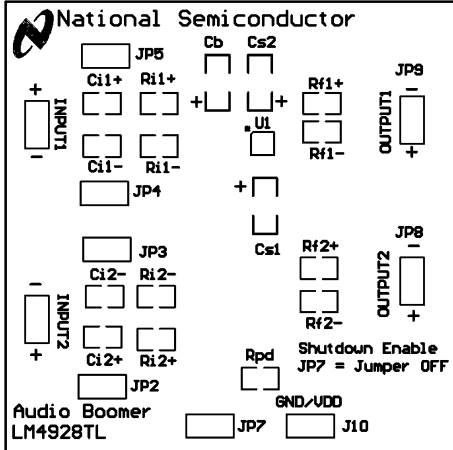 National Semiconductor
JP5
Cb
Cs2
Ci1+
Ri1+
Rf1+
JP9
+
INPUT1
-
+
+
U1
-
OUTPUT1
+
Ci1-
Ri1-
Rf1-
JP4
+
JP3
Cs1
Rf2+
JP8
Ci2-
Ri2-
-
INPUT2
+
-
OUTPUT2
+
Rf2-
Ci2+
Ri2+
Rpd
Shutdown Enable
JP7 = Jumper OFF
JP2
GND/VDD
Audio Boomer
LM4928TL
JP7
J10